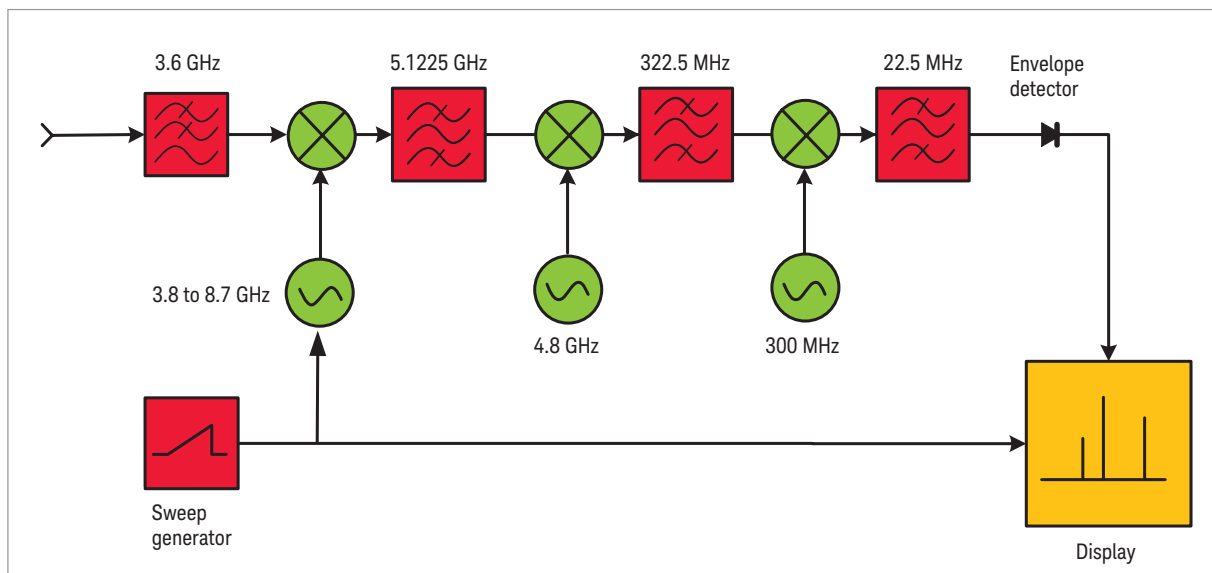 3.6 GHz
5.1225 GHz
322.5 MHz
22.5 MHz
Envelope
detector
3.8 to 8.7 GHz
4.8 GHz
300 MHz
Sweep
generator
Display